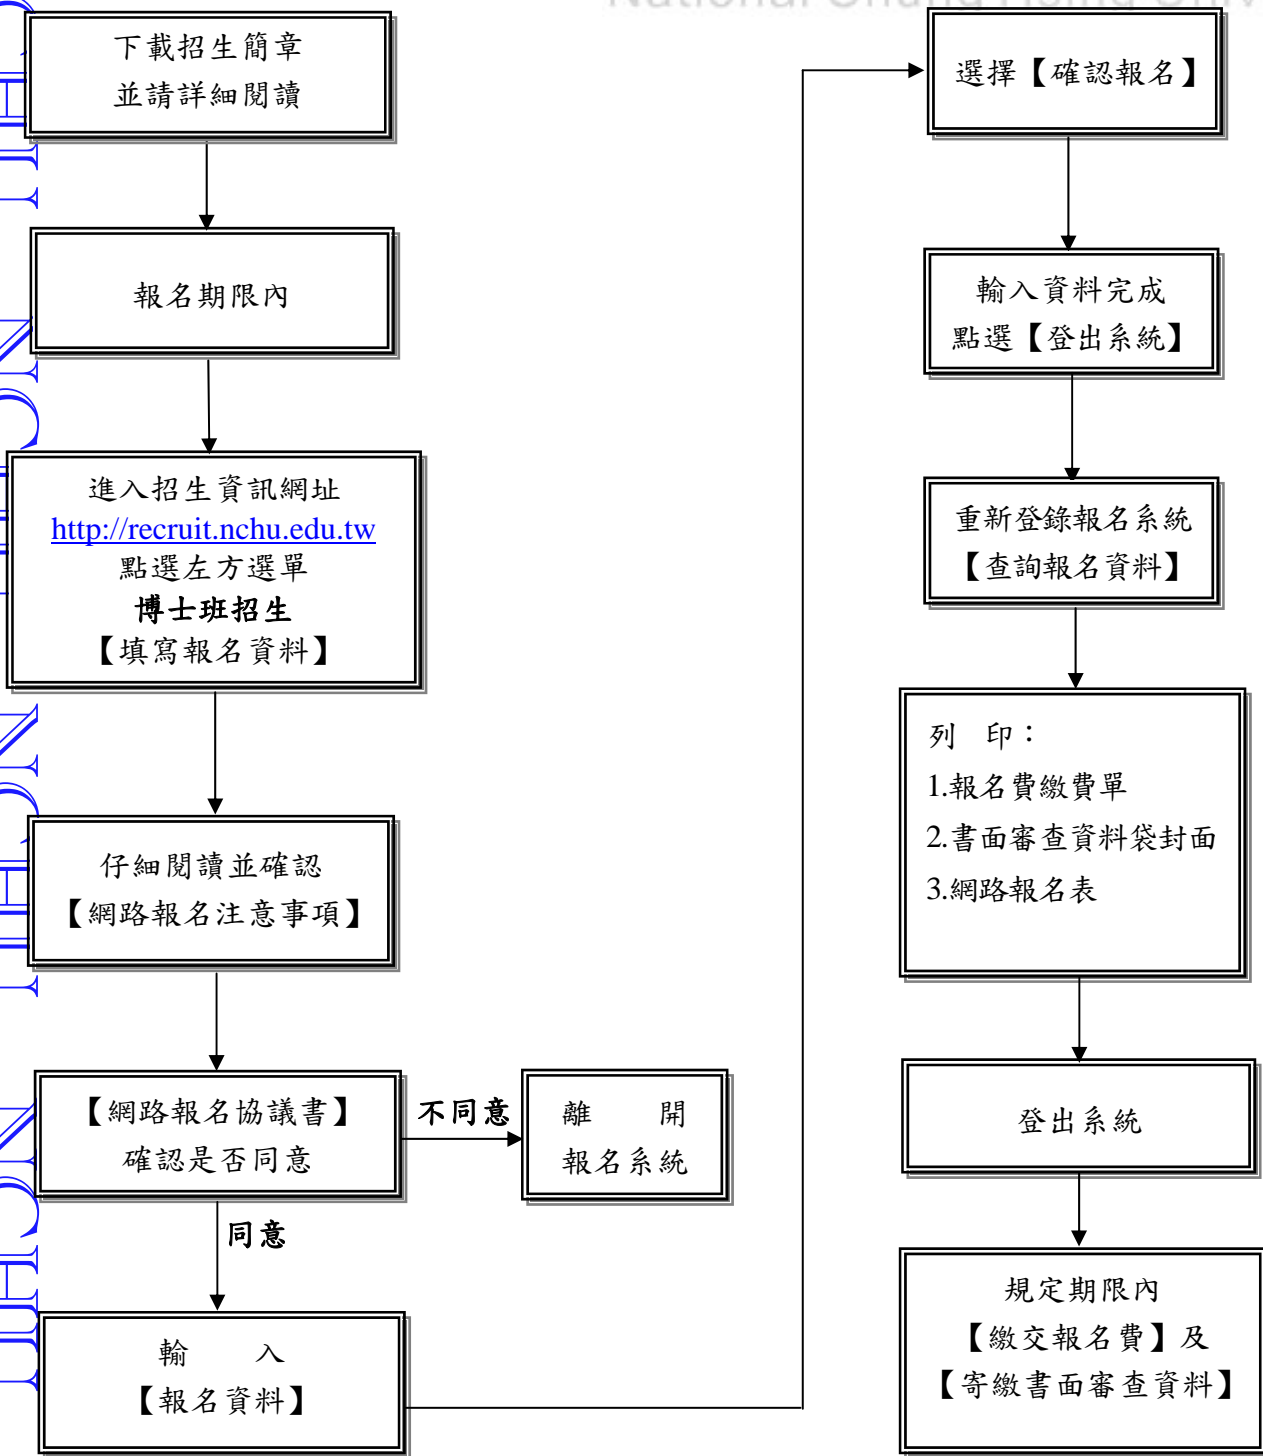 National Chung Hsing Univ
下載招生簡章
並請詳細閱讀
報名期限內
進入招生資訊網址
http://recruit.nchu.edu.tw
點選左方選單
博士班招生
【填寫報名資料】
仔細閱讀並確認
【網路報名注意事項】
【網路報名協議書】
確認是否同意
不同意
離 開
報名系統
同意
輸 入
【報名資料】
選擇【確認報名】
輸入資料完成
點選【登出系統】
重新登錄報名系統
【查詢報名資料】
列 印：
1.報名費繳費單
2.書面審查資料袋封面
3.網路報名表
登出系統
規定期限內
【繳交報名費】及
【寄繳書面審查資料】